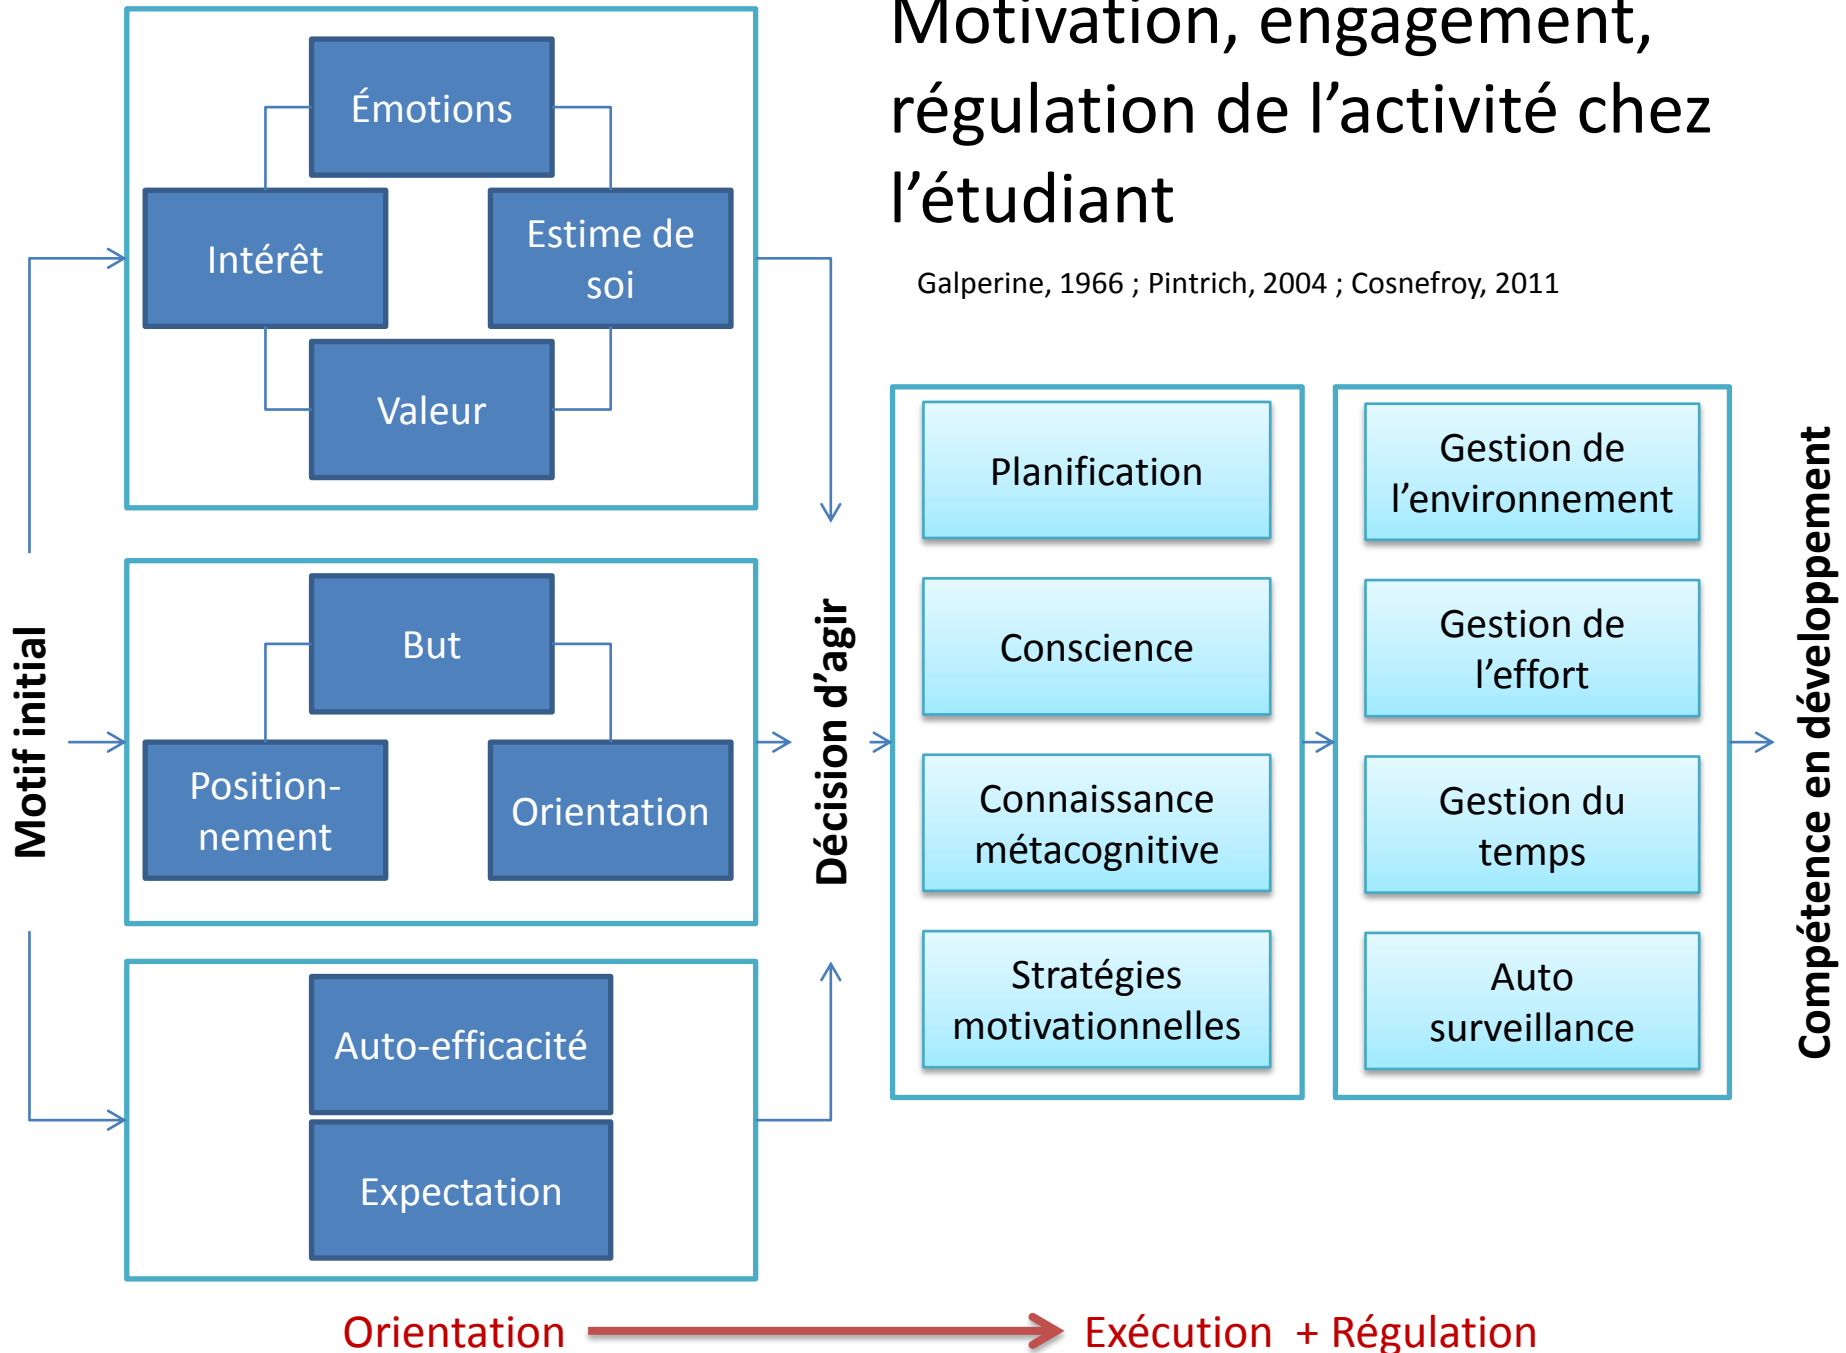 Motivation, engagement,
régulation de l’activité chez
l’étudiant
Galperine, 1966 ; Pintrich, 2004 ; Cosnefroy, 2011
Motif initial
Émotions
Intérêt
Estime de
soi
Valeur
But
Position-
nement
Orientation
Auto-efficacité
Expectation
Décision d’agir
Planification
Conscience
Connaissance
métacognitive
Stratégies
motivationnelles
Gestion de
l’environnement
Gestion de
l’effort
Gestion du
temps
Auto
surveillance
Compétence en développement
Orientation
Exécution + Régulation